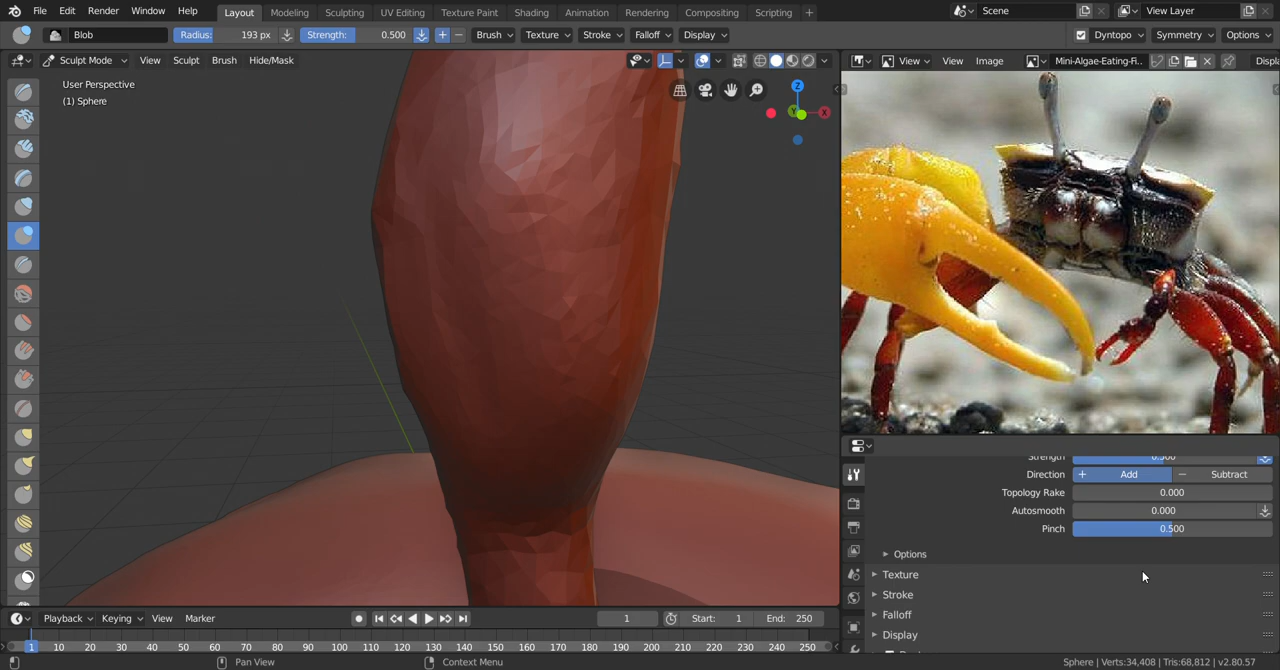 File Edit Render Window Help Layout Modeling Sculpting UV Editing Texture Paint Shading Animation Rendering Compositing Scripting + Scene View Layer
Blob Radius: 193 px Strength: 0.500 Brush Texture Stroke Falloff Display Dyntopo Symmetry Options
Sculpt Mode View Sculpt Brush Hide/Mask
View View Image Mini-Algae-Eating-Fi..
User Perspective
(1) Sphere
Z
Y
X
Direction + Add − Subtract
Topology Rake 0.000
Autosmooth 0.000
Pinch 0.500
Options
Texture
Stroke
Falloff
Display
Playback Keying View Marker 1 Start: 1 End: 250
1 10 20 30 40 50 60 70 80 90 100 110 120 130 140 150 160 170 180 190 200 210 220 230 240 250
Pan View Context Menu Sphere | Verts:34,408 | Tris:68,812 | v2.80.57